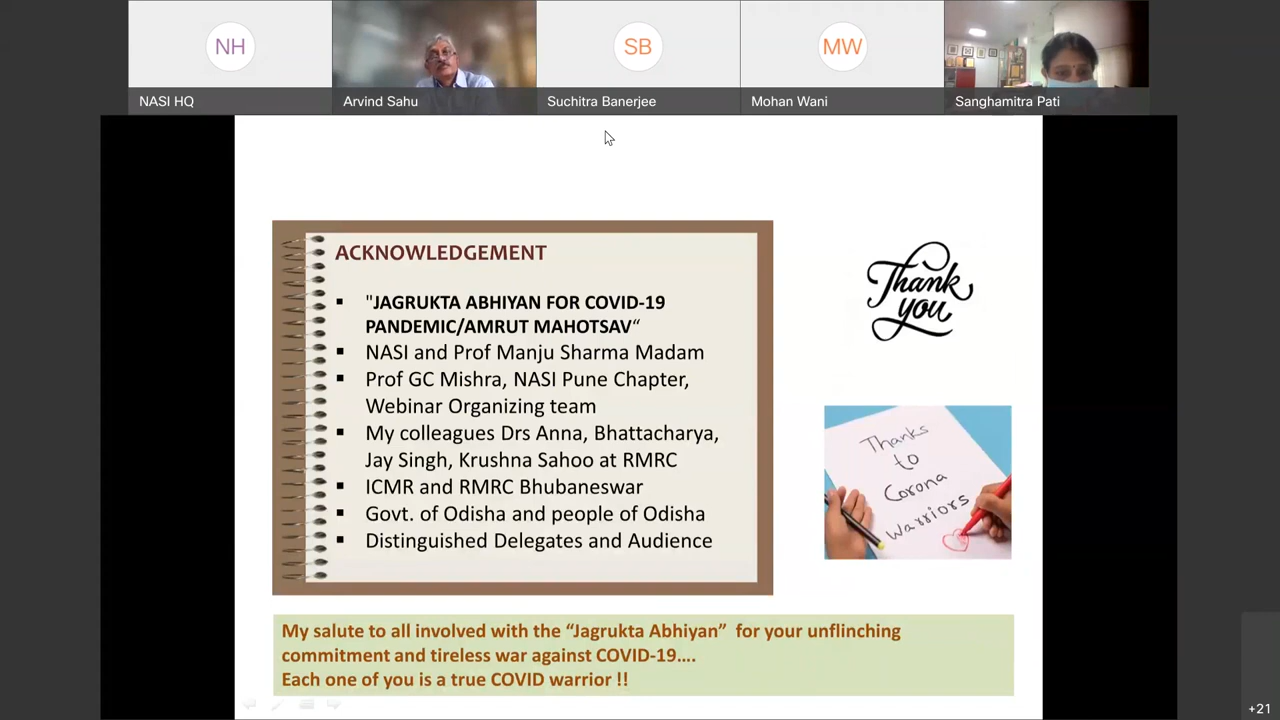 NH
SB
MW
NASI HQ
Arvind Sahu
Suchitra Banerjee
Mohan Wani
Sanghamitra Pati
ACKNOWLEDGEMENT
▪ "JAGRUKTA ABHIYAN FOR COVID-19
PANDEMIC/AMRUT MAHOTSAV“
▪ NASI and Prof Manju Sharma Madam
▪ Prof GC Mishra, NASI Pune Chapter,
Webinar Organizing team
▪ My colleagues Drs Anna, Bhattacharya,
Jay Singh, Krushna Sahoo at RMRC
▪ ICMR and RMRC Bhubaneswar
▪ Govt. of Odisha and people of Odisha
▪ Distinguished Delegates and Audience
Thank
you
Thanks
to
Corona
Warriors
My salute to all involved with the “Jagrukta Abhiyan” for your unflinching
commitment and tireless war against COVID-19….
Each one of you is a true COVID warrior !!
+21